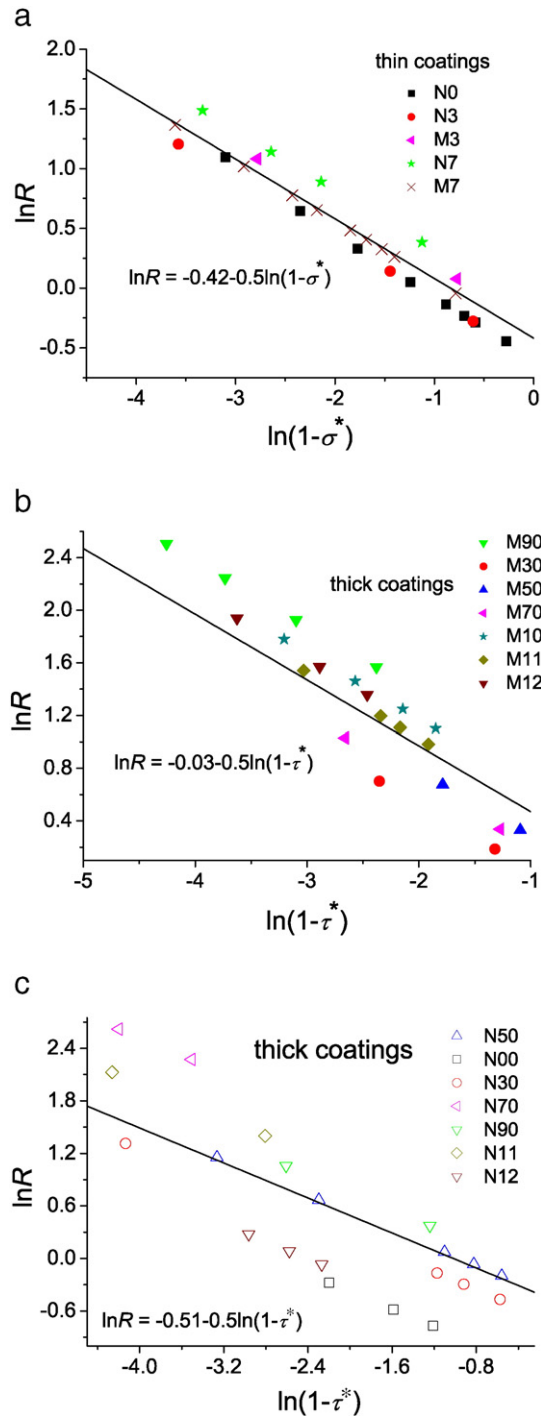 a
2.0
1.5
1.0
0.5
0.0
-0.5
lnR
thin coatings
N0
N3
M3
N7
M7
lnR = -0.42-0.5ln(1-σ*)
-4
-3
-2
-1
0
ln(1-σ*)
b
2.4
2.0
1.6
1.2
0.8
0.4
lnR
thick coatings
M90
M30
M50
M70
M10
M11
M12
lnR = -0.03-0.5ln(1-τ*)
-5
-4
-3
-2
-1
ln(1-τ*)
c
2.4
1.8
1.2
0.6
0.0
-0.6
lnR
thick coatings
N50
N00
N30
N70
N90
N11
N12
lnR = -0.51-0.5ln(1-τ*)
-4.0
-3.2
-2.4
-1.6
-0.8
ln(1-τ*)